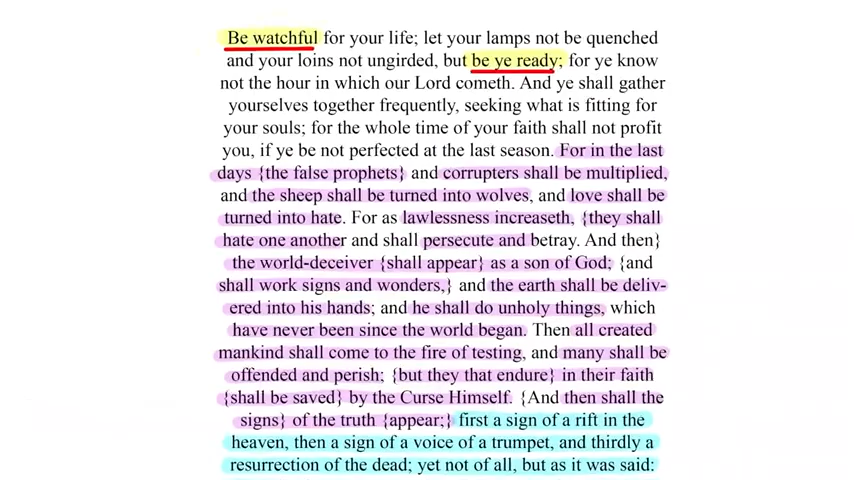 Be watchful for your life; let your lamps not be quenched
and your loins not ungirded, but be ye ready; for ye know
not the hour in which our Lord cometh. And ye shall gather
yourselves together frequently, seeking what is fitting for
your souls; for the whole time of your faith shall not profit
you, if ye be not perfected at the last season. For in the last
days {the false prophets} and corrupters shall be multiplied,
and the sheep shall be turned into wolves, and love shall be
turned into hate. For as lawlessness increaseth, {they shall
hate one another and shall persecute and betray. And then}
the world-deceiver {shall appear} as a son of God; {and
shall work signs and wonders,} and the earth shall be deliv-
ered into his hands; and he shall do unholy things, which
have never been since the world began. Then all created
mankind shall come to the fire of testing, and many shall be
offended and perish; {but they that endure} in their faith
{shall be saved} by the Curse Himself. {And then shall the
signs} of the truth {appear;} first a sign of a rift in the
heaven, then a sign of a voice of a trumpet, and thirdly a
resurrection of the dead; yet not of all, but as it was said: